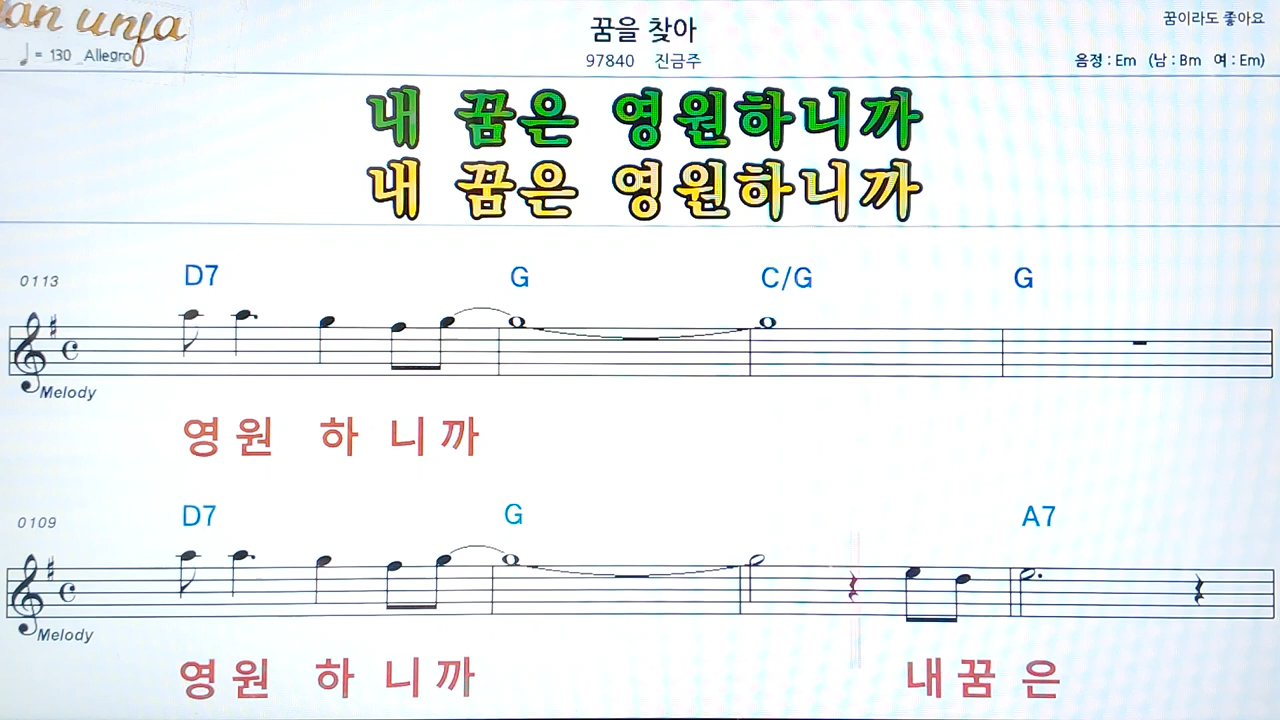 an unfa
꿈을 찾아
꿈이라도 좋아요
♩ = 130 Allegro
97840 진금주
음정 : Em (남 : Bm 여 : Em)
내 꿈은 영원하니까
내 꿈은 영원하니까
0113 D7 G C/G G
Melody
영 원 하 니 까
0109 D7 G A7
Melody
영 원 하 니 까 내 꿈 은